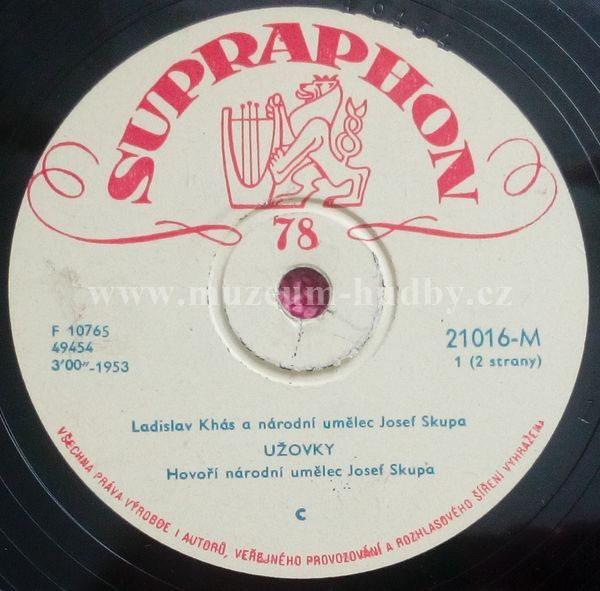 SUPRAPHON
78
www.muzeum-hudby.cz
F 10765
49454
3'00"-1953
21016-M
1 (2 strany)
Ladislav Khás a národní umělec Josef Skupa
UŽOVKY
Hovoří národní umělec Josef Skupa
C
VŠECHNA PRÁVA VÝROBCE I AUTORŮ, VEŘEJNÉHO PROVOZOVÁNÍ A ROZHLASOVÉHO ŠÍŘENÍ VYHRAŽENA